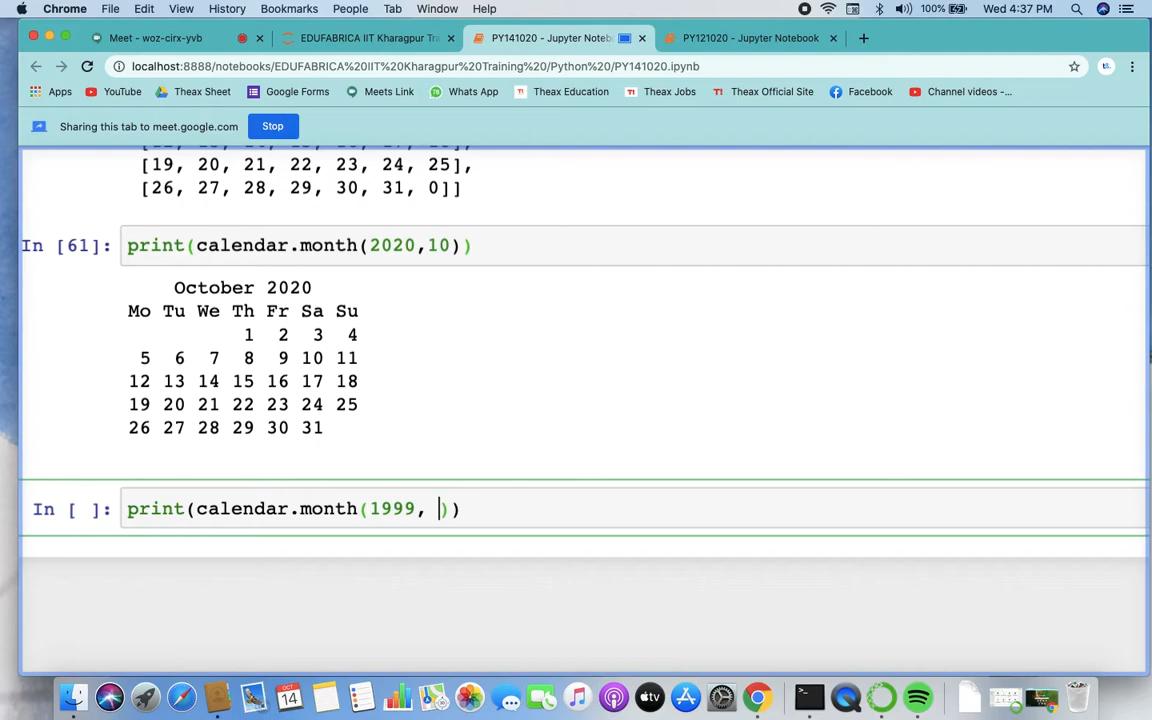 Chrome File Edit View History Bookmarks People Tab Window Help 100% Wed 4:37 PM
Meet - woz-cirx-yvb EDUFABRICA IIT Kharagpur Tra PY141020 - Jupyter Noteb PY121020 - Jupyter Notebook
localhost:8888/notebooks/EDUFABRICA%20IIT%20Kharagpur%20Training%20/Python%20/PY141020.ipynb
Apps YouTube Theax Sheet Google Forms Meets Link Whats App Theax Education Theax Jobs Theax Official Site Facebook Channel videos -...
Sharing this tab to meet.google.com Stop
[19, 20, 21, 22, 23, 24, 25],
[26, 27, 28, 29, 30, 31, 0]]
In [61]: print(calendar.month(2020,10))
October 2020
Mo Tu We Th Fr Sa Su
1 2 3 4
5 6 7 8 9 10 11
12 13 14 15 16 17 18
19 20 21 22 23 24 25
26 27 28 29 30 31
In [ ]: print(calendar.month(1999, ))
OCT
14